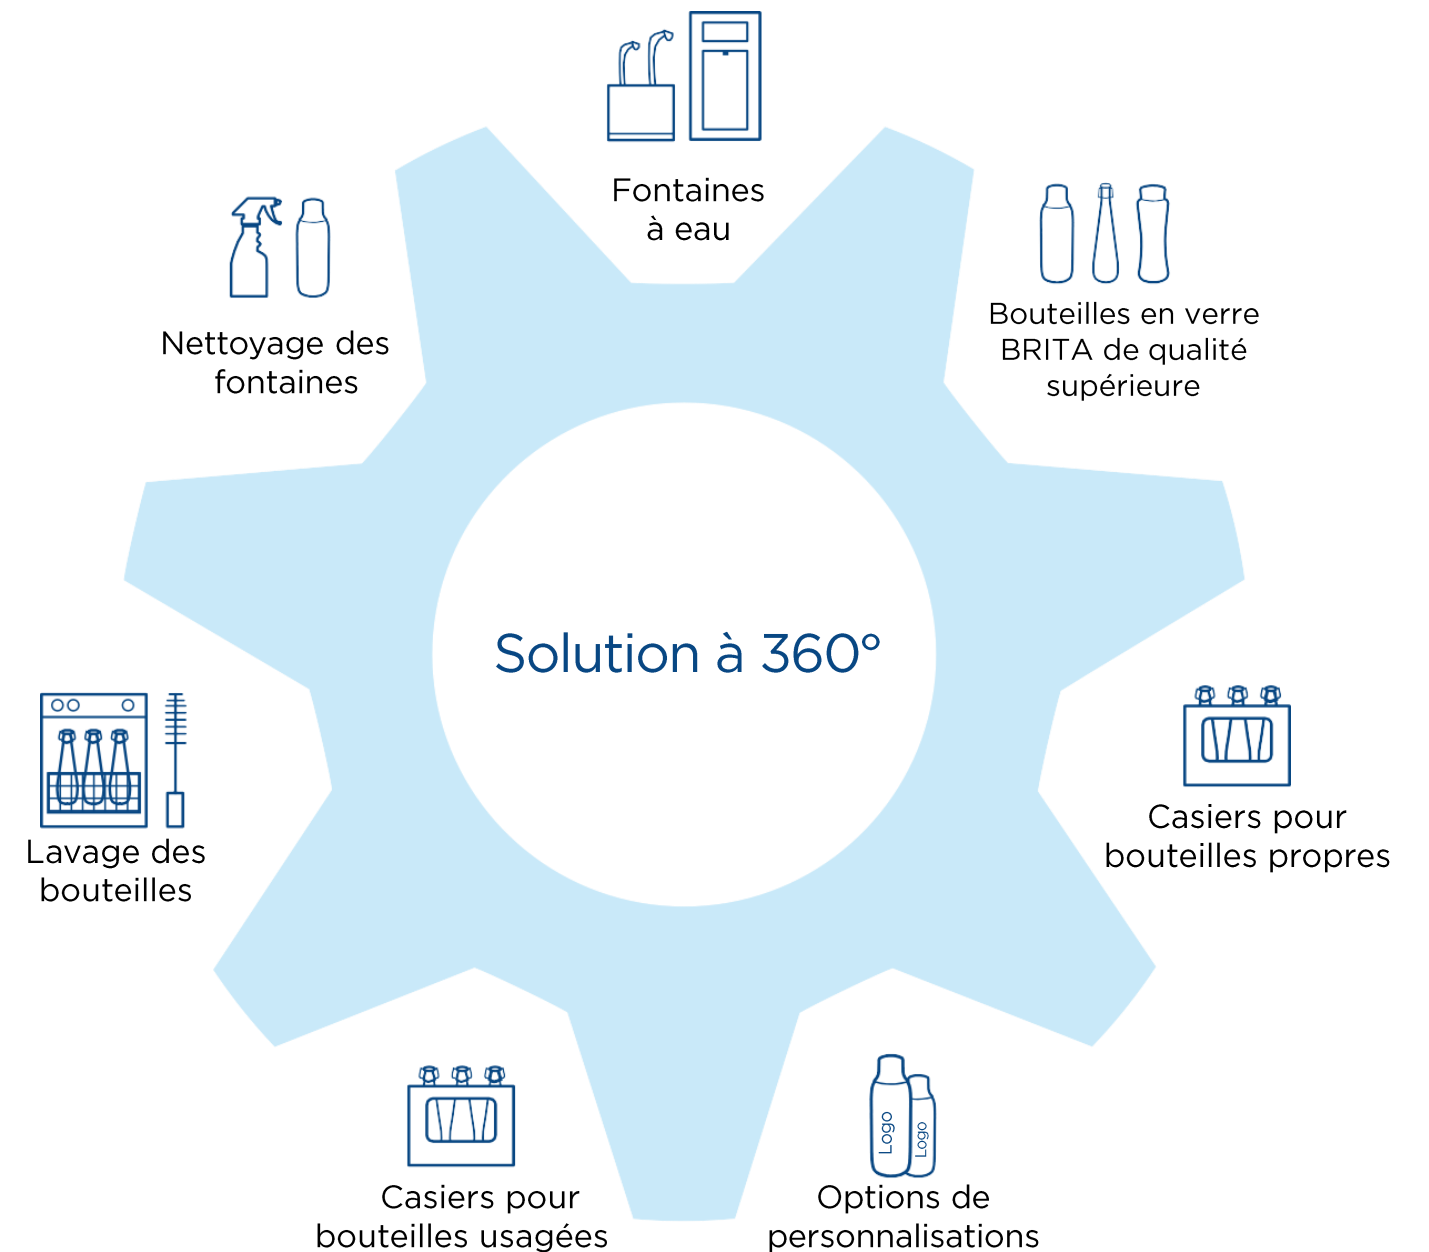 Fontaines
à eau
Bouteilles en verre
BRITA de qualité
supérieure
Casiers pour
bouteilles propres
Logo
Logo
Options de
personnalisations
Casiers pour
bouteilles usagées
Lavage des
bouteilles
Nettoyage des
fontaines
Solution à 360°